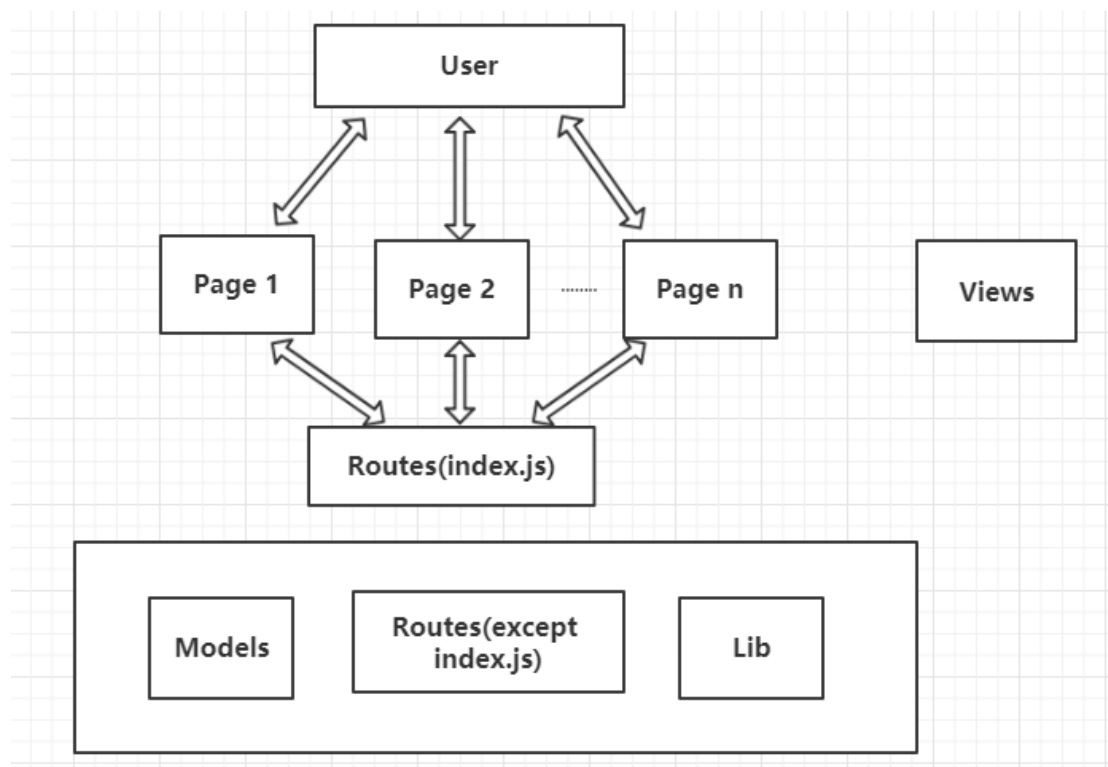 User
Page 1
Page 2
........
Page n
Views
Routes(index.js)
Models
Routes(except
index.js)
Lib